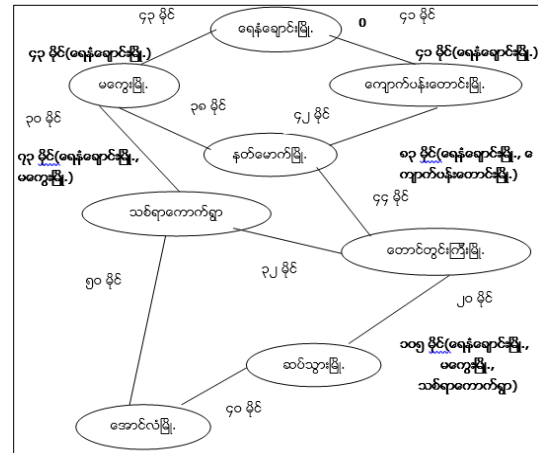 ၄၃ မိုင်
ရေနံချောင်းမြို့.
0
၄၁ မိုင်
၄၃ မိုင်(ရေနံချောင်းမြို့.)
၄၁ မိုင်(ရေနံချောင်းမြို့.)
မကွေးမြို့.
ကျောက်ပန်းတောင်းမြို့.
၃၀ မိုင်
၃၈ မိုင်
၄၂ မိုင်
နတ်မောက်မြို့.
၇၃ မိုင်(ရေနံချောင်းမြို့.,
မကွေးမြို့.)
၈၃ မိုင်(ရေနံချောင်းမြို့., ေ
ကျာက်ပန်းတောင်းမြို့.)
သစ်ရာကောက်ရွာ
၄၄ မိုင်
တောင်တွင်းကြီးမြို့.
၅၀ မိုင်
၃၂ မိုင်
၂၀ မိုင်
ဆပ်သွားမြို့.
၁၀၅ မိုင်(ရေနံချောင်းမြို့.,
မကွေးမြို့.,
သစ်ရာကောက်ရွာ)
၄၀ မိုင်
အောင်လံမြို့.